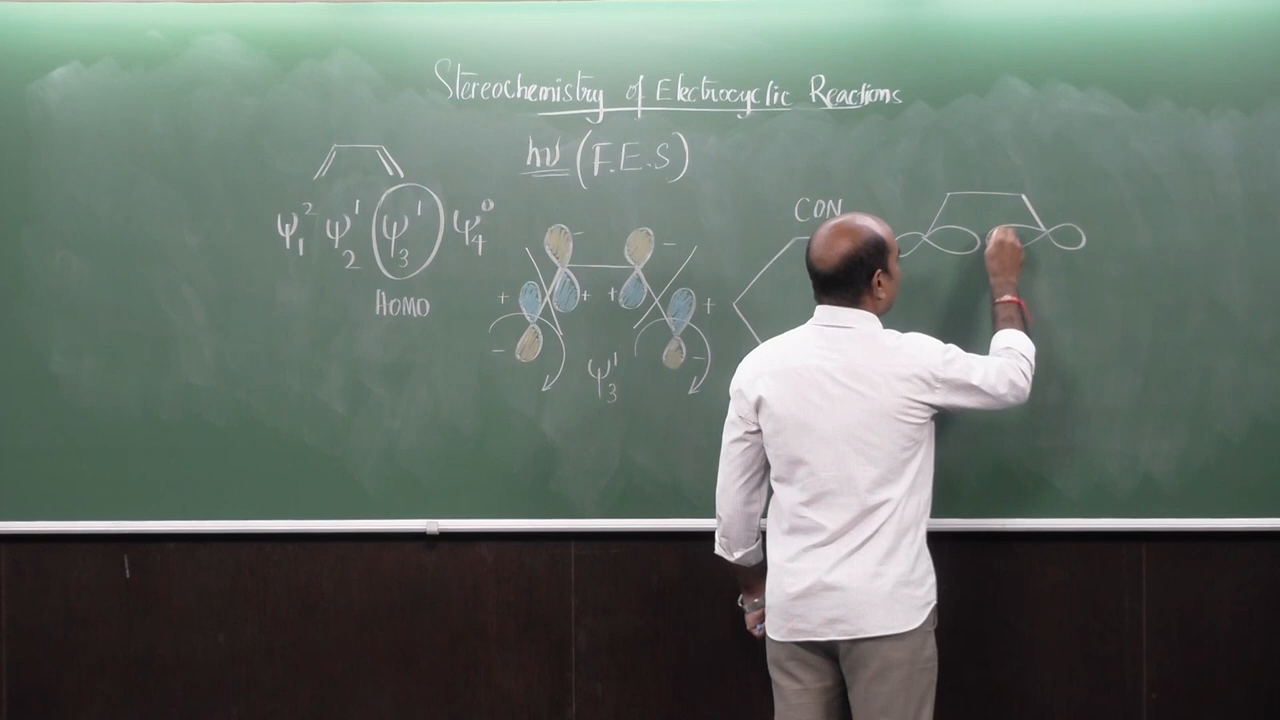 Stereochemistry of Electrocyclic Reactions
hν (F.E.S)
CON
ψ₁² ψ₂¹ ψ₃¹ ψ₄⁰
HOMO
− −
+ + + +
− −
ψ₃¹